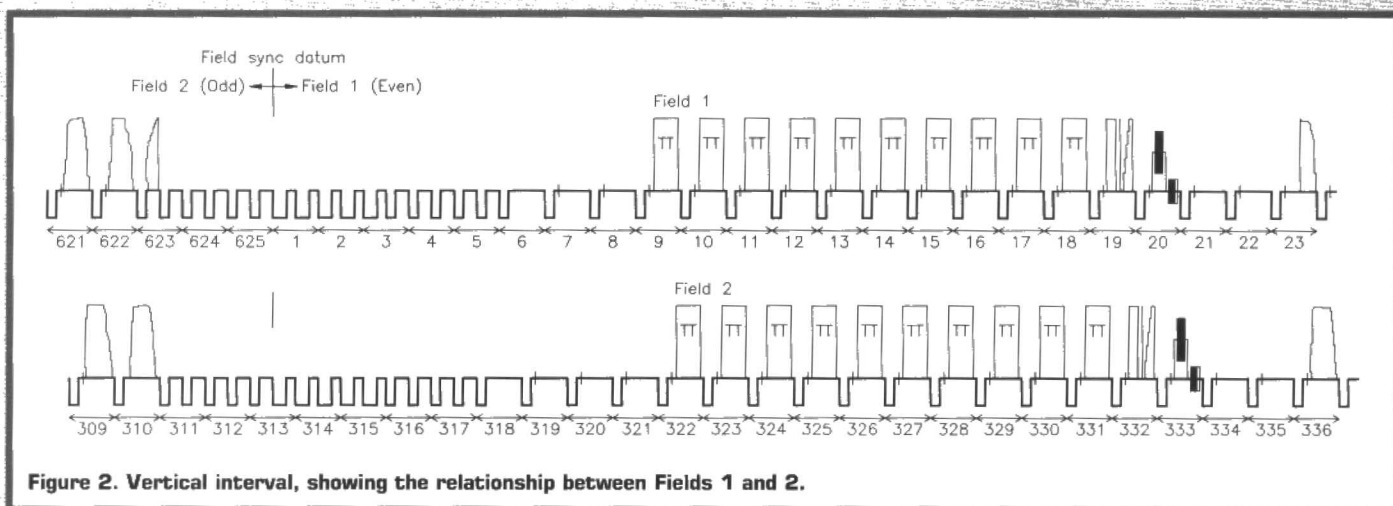 Field sync datum
Field 2 (Odd) Field 1 (Even)
Field 1
TT TT TT TT TT TT TT TT TT TT
621 622 623 624 625 1 2 3 4 5 6 7 8 9 10 11 12 13 14 15 16 17 18 19 20 21 22 23
Field 2
TT TT TT TT TT TT TT TT TT TT
309 310 311 312 313 314 315 316 317 318 319 320 321 322 323 324 325 326 327 328 329 330 331 332 333 334 335 336
Figure 2. Vertical interval, showing the relationship between Fields 1 and 2.